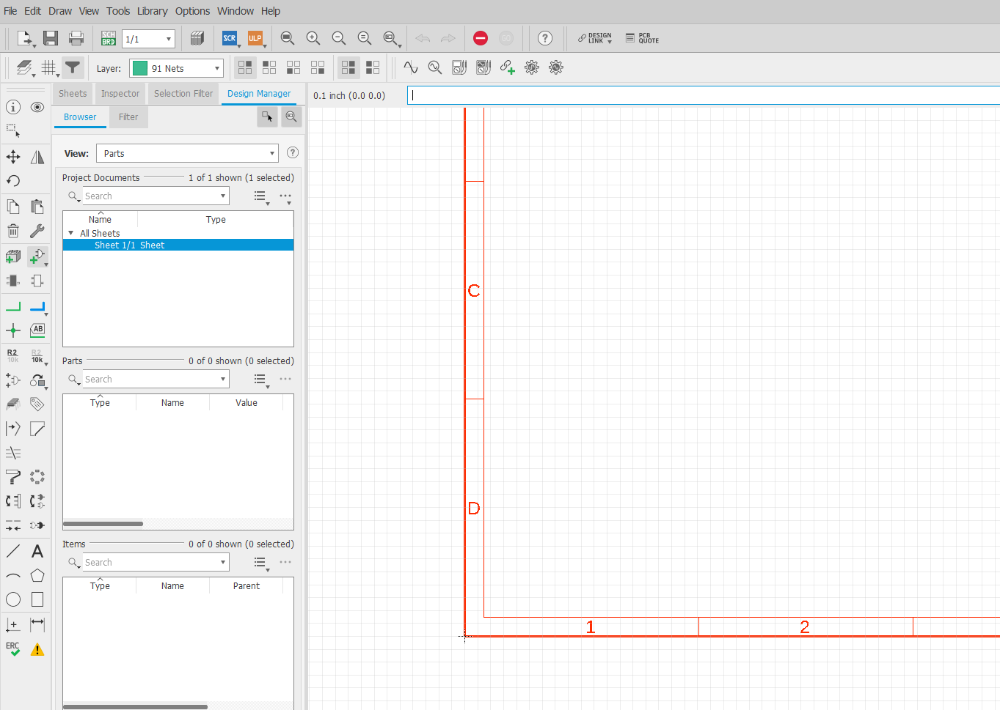 File Edit Draw View Tools Library Options Window Help
SCH BRD 1/1 SCR ULP DESIGN LINK PCB QUOTE
Layer: 91 Nets
Sheets Inspector Selection Filter Design Manager
0.1 inch (0.0 0.0)
Browser Filter
View: Parts
Project Documents 1 of 1 shown (1 selected)
Search
Name Type
All Sheets
Sheet 1/1 Sheet
Parts 0 of 0 shown (0 selected)
Search
Type Name Value
Items 0 of 0 shown (0 selected)
Search
Type Name Parent
AB
R2 10k R2 10k
A
ERC
C
D
1 2